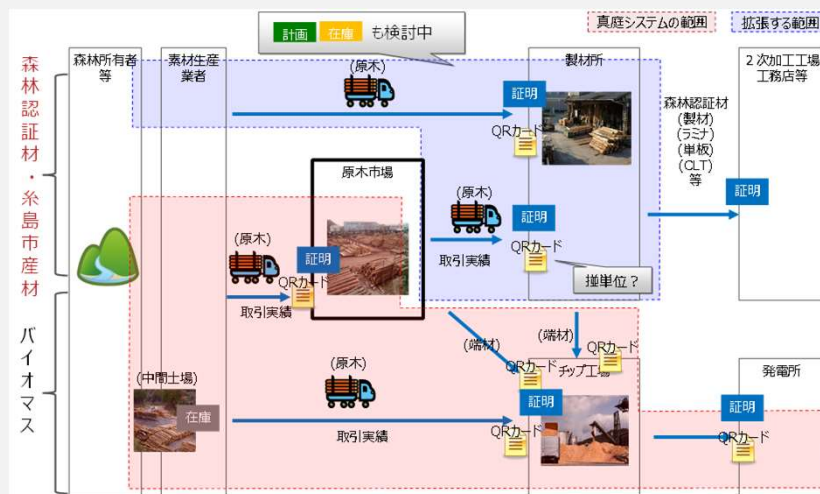 計画 在庫 も検討中
真庭システムの範囲
拡張する範囲
森林所有者
等
素材生産
業者
製材所
2次加工工場
工務店等
森林認証材・糸島市産材
バイオマス
(原木)
証明
QRカード
森林認証材
(製材)
(ラミナ)
(単板)
(CLT)
等
証明
原木市場
(原木)
証明
QRカード
取引実績
椪単位？
(原木)
証明
QRカード
取引実績
(端材)
(端材)
QRカード
QRカード
チップ工場
発電所
(中間土場)
在庫
(原木)
取引実績
証明
QRカード
証明
QRカード